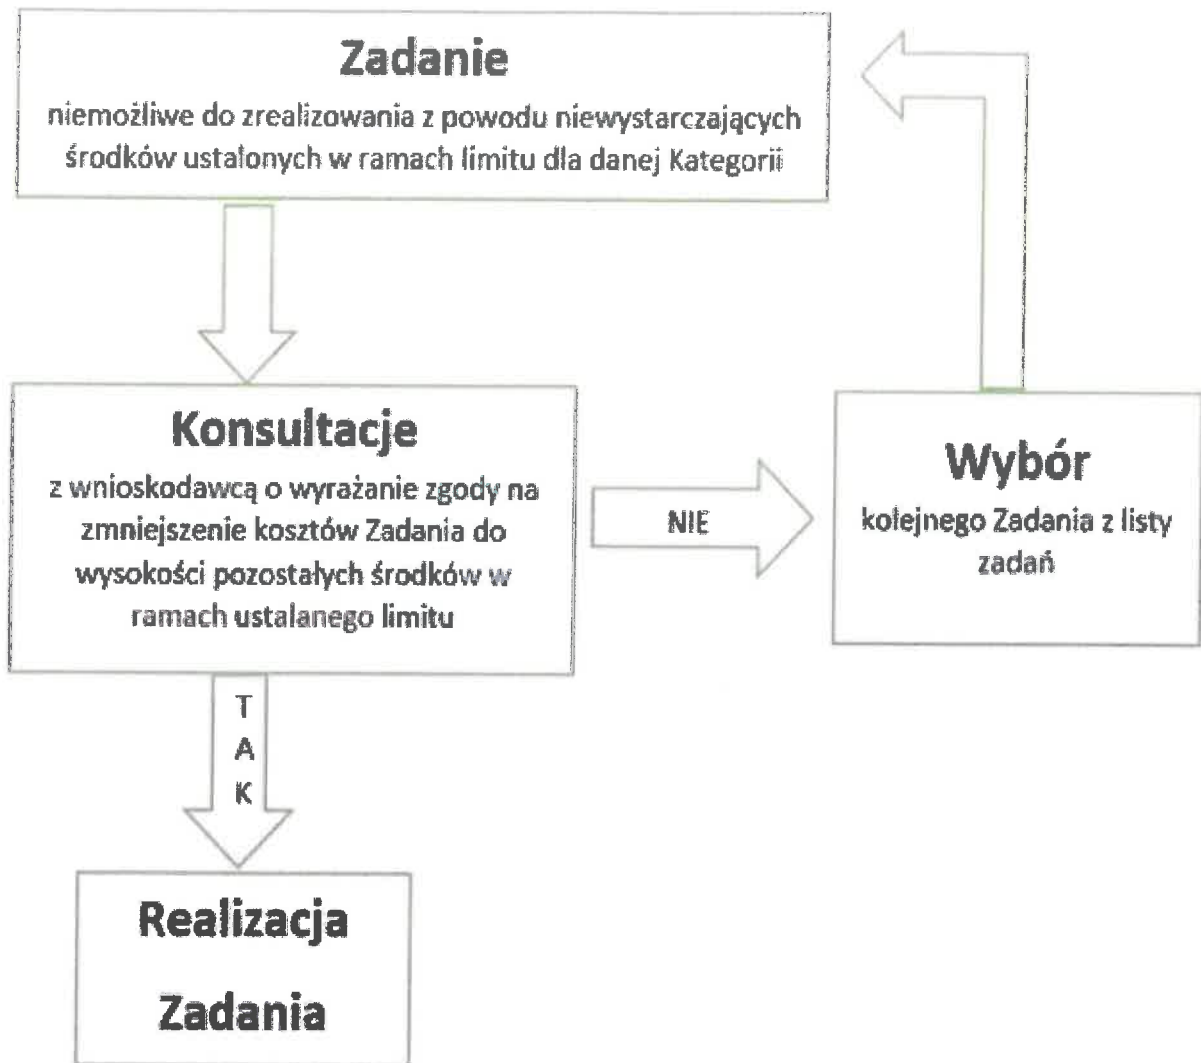 Zadanie
niemożliwe do zrealizowania z powodu niewystarczających
środków ustalonych w ramach limitu dla danej Kategorii
Konsultacje
z wnioskodawcą o wyrażanie zgody na
zmniejszenie kosztów Zadania do
wysokości pozostałych środków w
ramach ustalanego limitu
NIE
Wybór
kolejnego Zadania z listy
zadań
T
A
K
Realizacja
Zadania